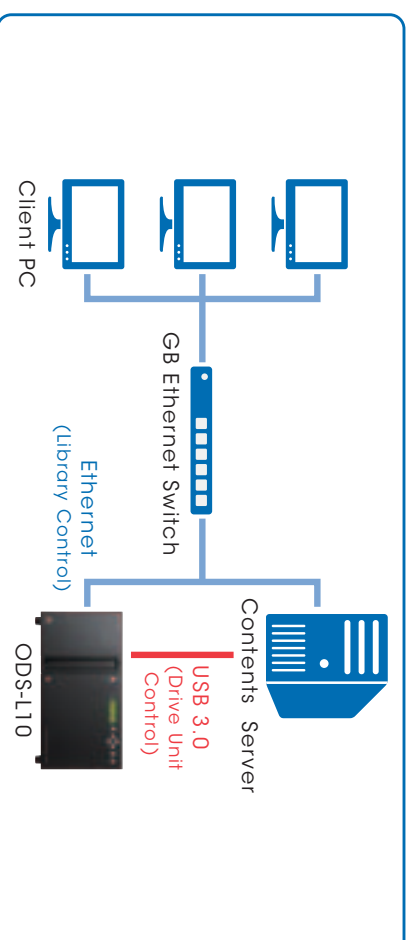 Client PC
GB Ethernet Switch
Ethernet
(Library Control)
Contents Server
USB 3.0
(Drive Unit
Control)
ODS-L10